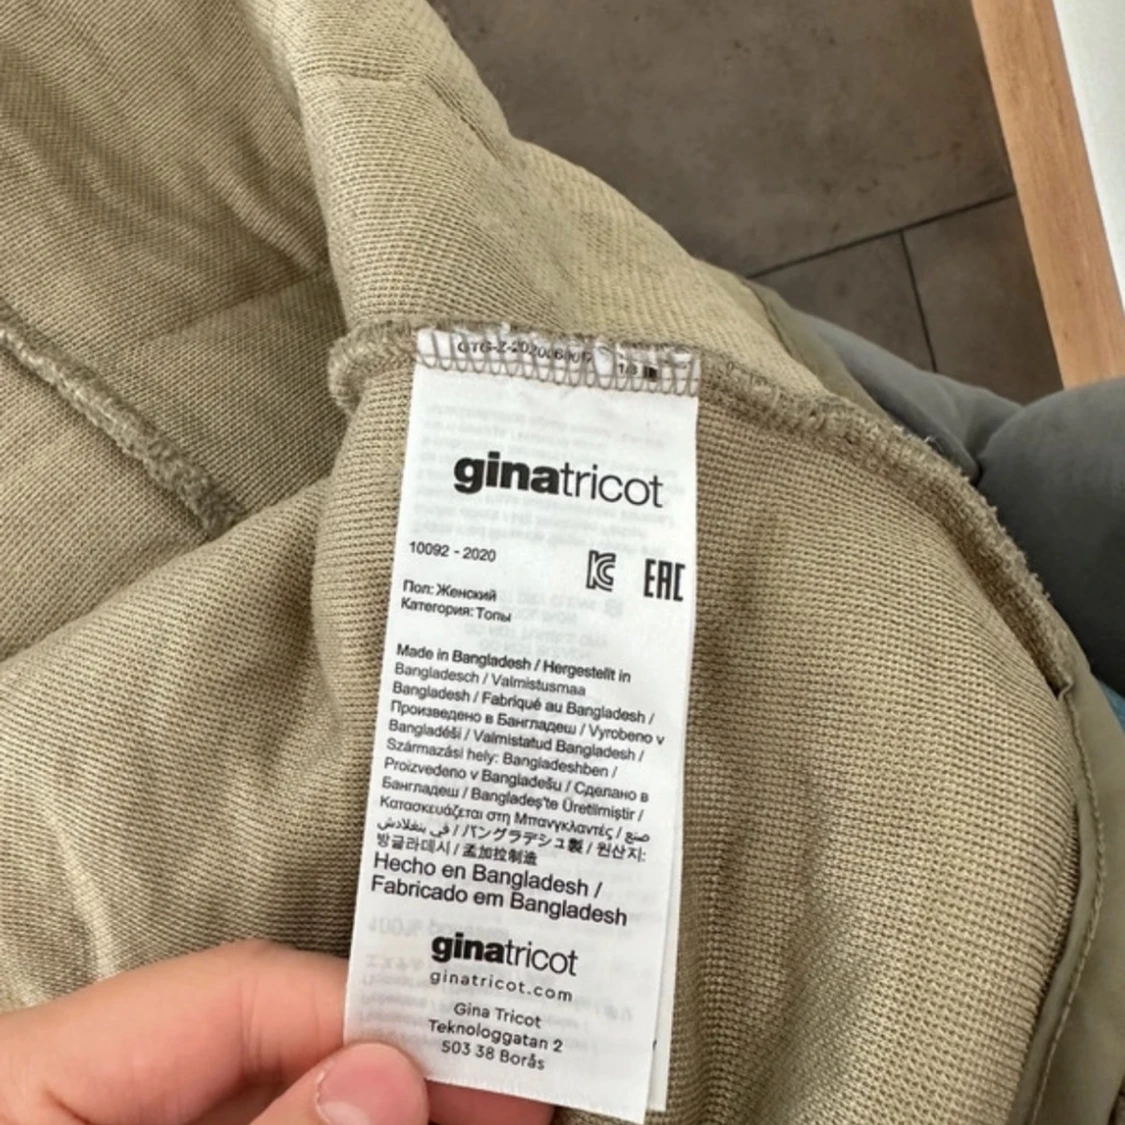 1/3
ginatricot
10092 - 2020
EAC
Пол: Женский
Категория: Топы
Made in Bangladesh / Hergestellt in
Bangladesch / Valmistusmaa
Bangladesh / Fabriqué au Bangladesh /
Произведено в Бангладеш / Vyrobeno v
Bangladéši / Valmistatud Bangladesh /
Származási hely: Bangladeshben /
Proizvedeno v Bangladešu / Сделано в
Бангладеш / Bangladeş'te Üretilmiştir /
Κατασκευάζεται στη Μπανγκλαντές / صنع
في بنغلادش / バングラデシュ製 / 원산지:
방글라데시 / 孟加拉制造
Hecho en Bangladesh /
Fabricado em Bangladesh
ginatricot
ginatricot.com
Gina Tricot
Teknologgatan 2
503 38 Borås